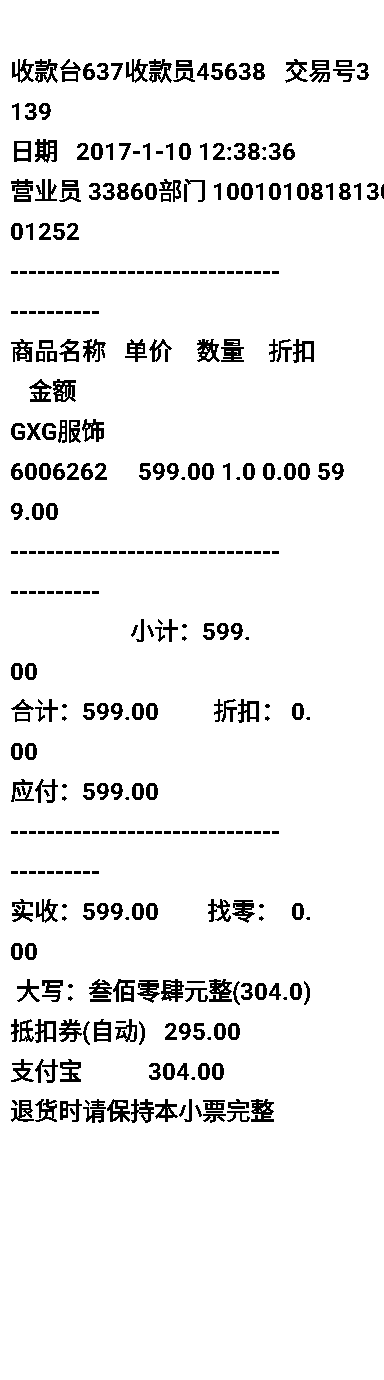 收款台637收款员45638 交易号3
139
日期 2017-1-10 12:38:36
营业员 33860部门 10010108181300
01252
------------------------------
----------
商品名称 单价 数量 折扣
金额
GXG服饰
6006262 599.00 1.0 0.00 59
9.00
------------------------------
----------
小计：599.
00
合计：599.00 折扣： 0.
00
应付：599.00
------------------------------
----------
实收：599.00 找零： 0.
00
大写：叁佰零肆元整(304.0)
抵扣券(自动) 295.00
支付宝 304.00
退货时请保持本小票完整